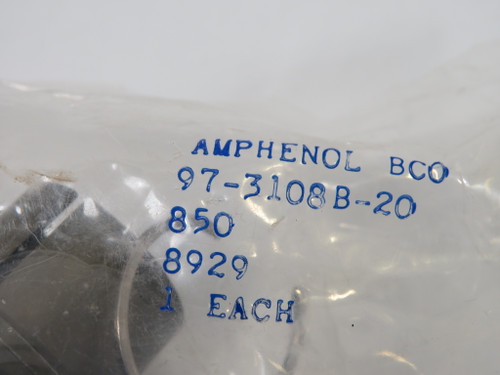 AMPHENOL BCO
97-3108B-20
850
8929
1 EACH